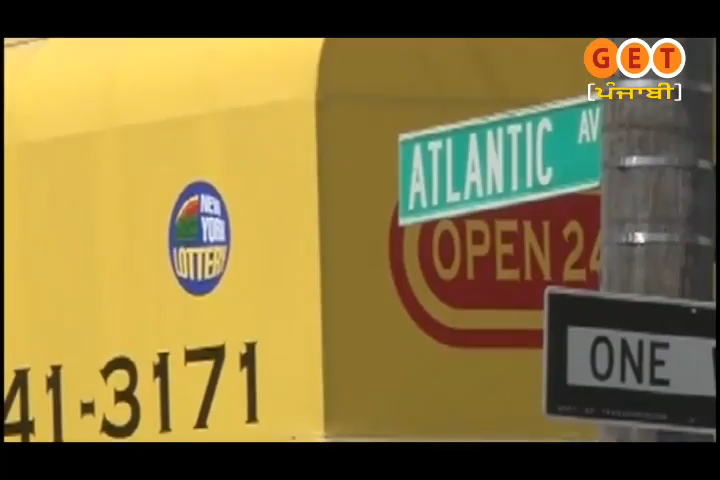 GET
[ਪੰਜਾਬੀ]
ATLANTIC AV
NEW
YORK
LOTTERY
OPEN 24
ONE
41-3171